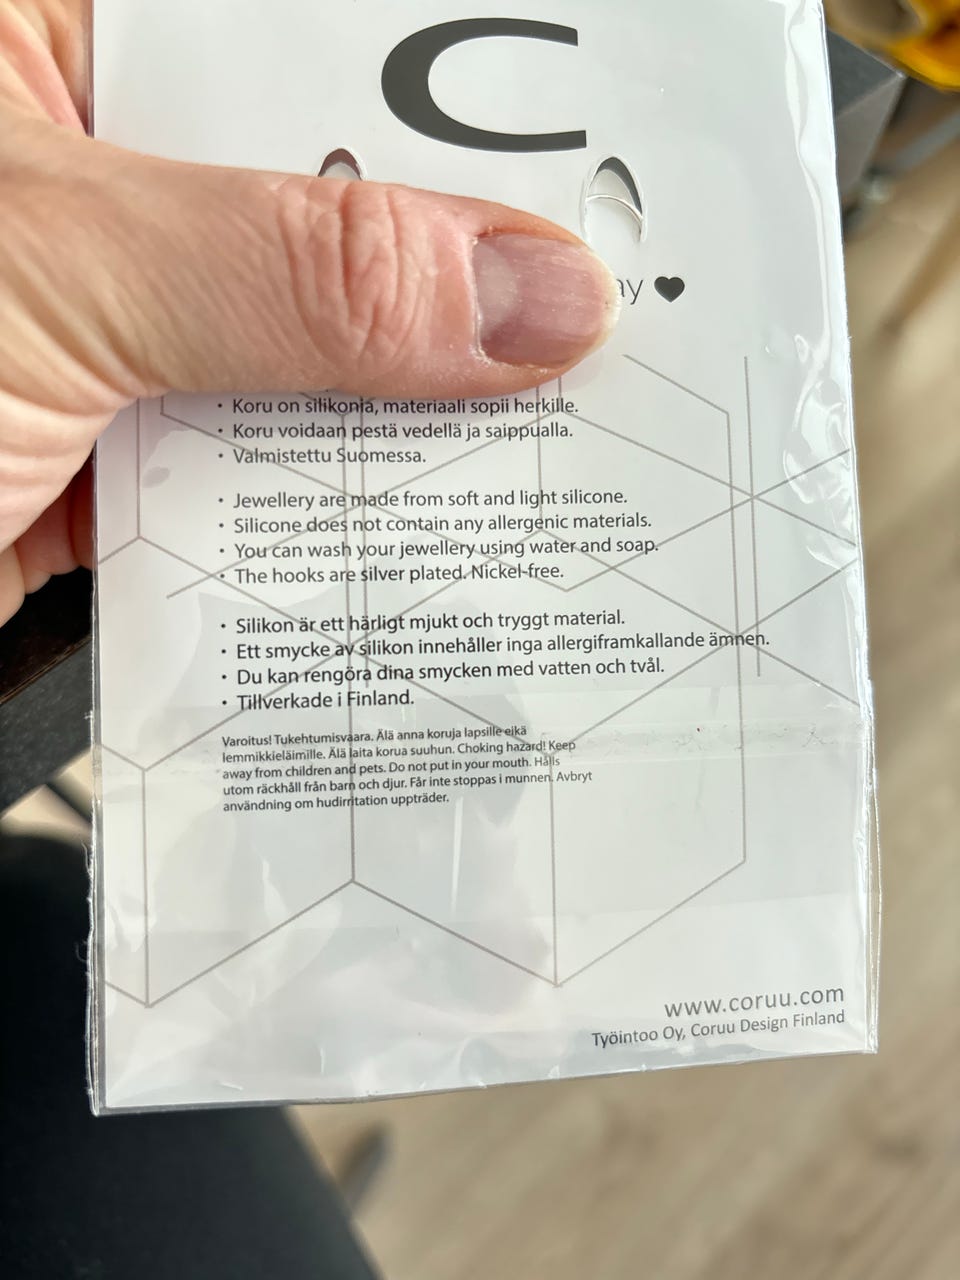 C
ay ♥
• Koru on silikonia, materiaali sopii herkille.
• Koru voidaan pestä vedellä ja saippualla.
• Valmistettu Suomessa.
• Jewellery are made from soft and light silicone.
• Silicone does not contain any allergenic materials.
• You can wash your jewellery using water and soap.
• The hooks are silver plated. Nickel-free.
• Silikon är ett härligt mjukt och tryggt material.
• Ett smycke av silikon innehåller inga allergiframkallande ämnen.
• Du kan rengöra dina smycken med vatten och tvål.
• Tillverkade i Finland.
Varoitus! Tukehtumisvaara. Älä anna koruja lapsille eikä
lemmikkieläimille. Älä laita korua suuhun. Choking hazard! Keep
away from children and pets. Do not put in your mouth. Hålls
utom räckhåll från barn och djur. Får inte stoppas i munnen. Avbryt
användning om hudirritation uppträder.
www.coruu.com
Työintoo Oy, Coruu Design Finland